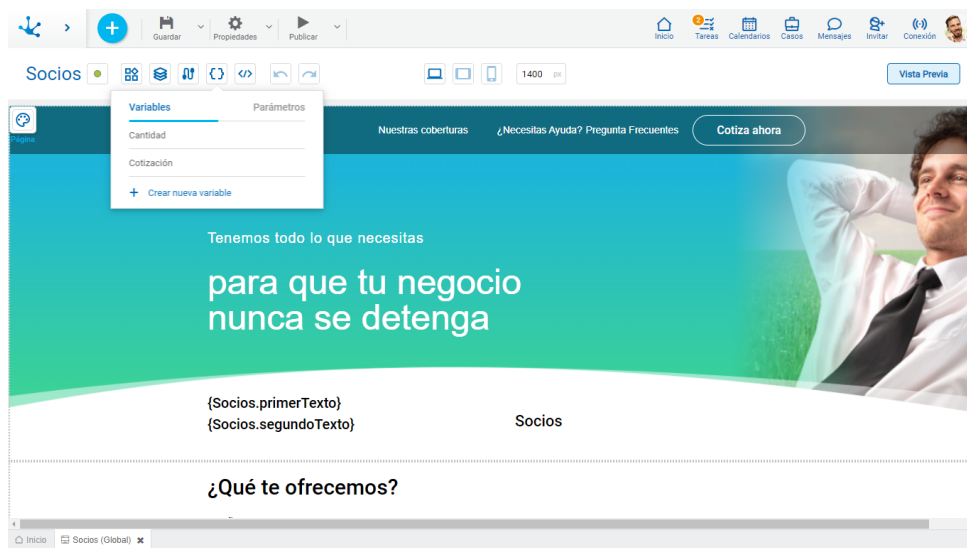 Guardar
Propiedades
Publicar
Inicio
2
Tareas
Calendarios
Casos
Mensajes
Invitar
Conexión
Socios
1400 px
Vista Previa
Variables
Parámetros
Cantidad
Cotización
+ Crear nueva variable
Página
Nuestras coberturas
¿Necesitas Ayuda? Pregunta Frecuentes
Cotiza ahora
Tenemos todo lo que necesitas
para que tu negocio
nunca se detenga
{Socios.primerTexto}
{Socios.segundoTexto}
Socios
¿Qué te ofrecemos?
Inicio
Socios (Global)